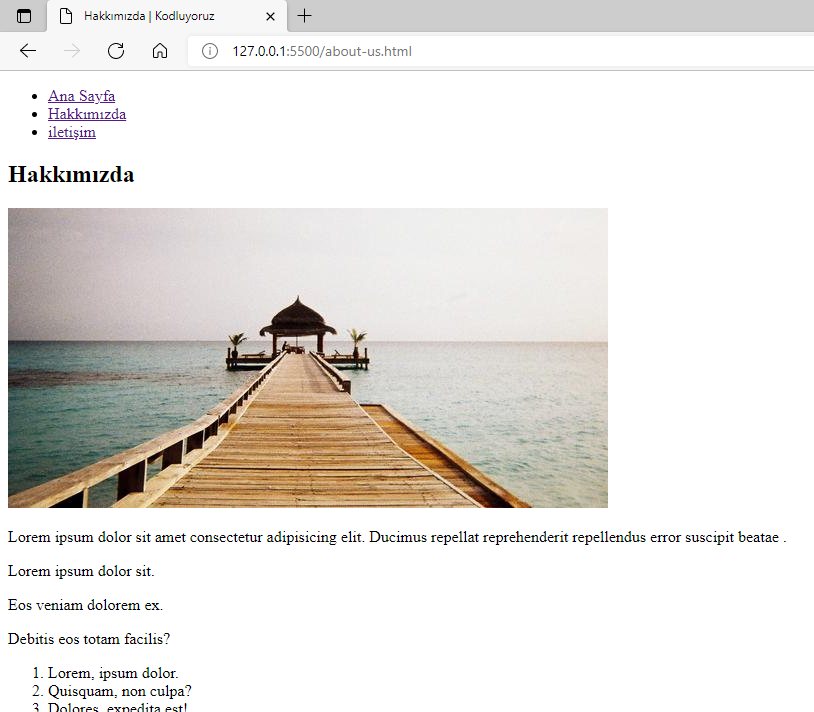 Hakkımızda | Kodluyoruz
127.0.0.1:5500/about-us.html
Ana Sayfa
Hakkımızda
iletişim
Hakkımızda
Lorem ipsum dolor sit amet consectetur adipisicing elit. Ducimus repellat reprehenderit repellendus error suscipit beatae .
Lorem ipsum dolor sit.
Eos veniam dolorem ex.
Debitis eos totam facilis?
1. Lorem, ipsum dolor.
2. Quisquam, non culpa?
3. Dolores, expedita est!